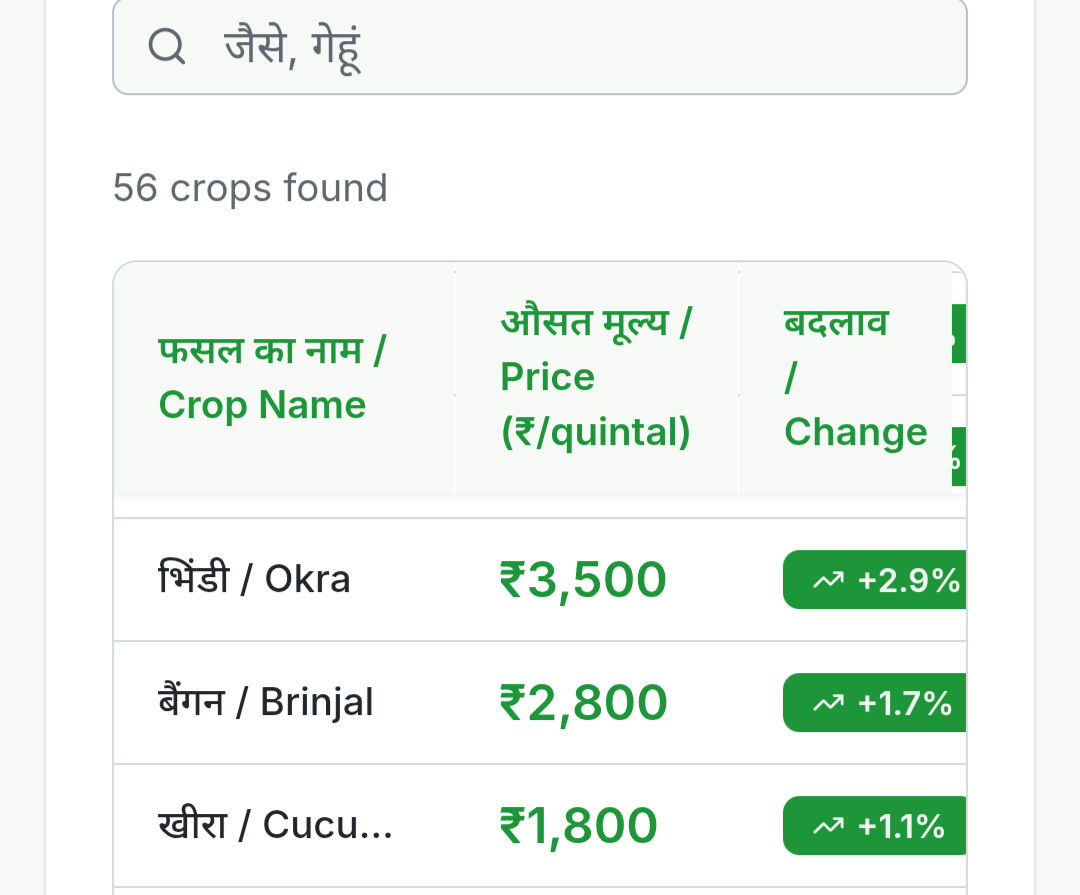 जैसे, गेहूं
56 crops found
फसल का नाम /
Crop Name
औसत मूल्य /
Price
(₹/quintal)
बदलाव
/
Change
%
भिंडी / Okra
₹3,500
+2.9%
बैंगन / Brinjal
₹2,800
+1.7%
खीरा / Cucu...
₹1,800
+1.1%